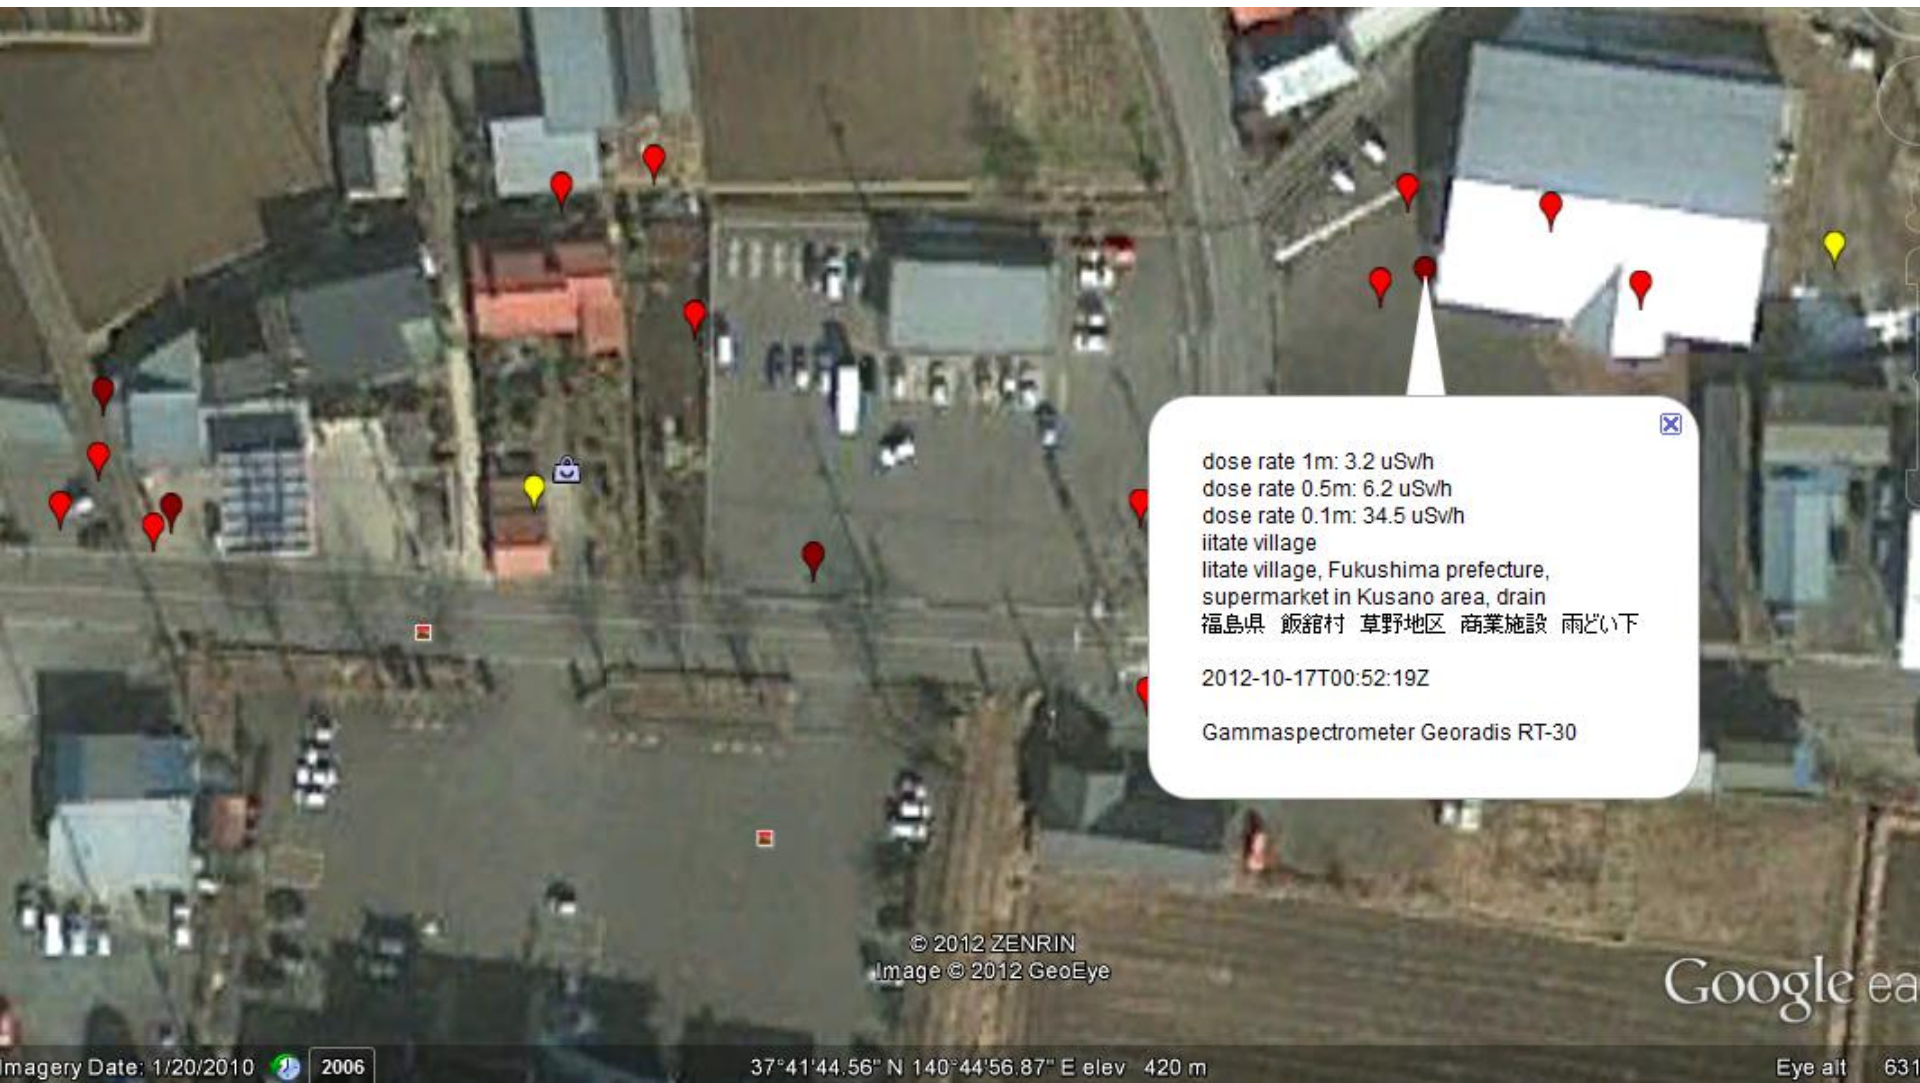 dose rate 1m: 3.2 uSv/h
dose rate 0.5m: 6.2 uSv/h
dose rate 0.1m: 34.5 uSv/h
iitate village
Iitate village, Fukushima prefecture,
supermarket in Kusano area, drain
福島県 飯舘村 草野地区 商業施設 雨どい下
2012-10-17T00:52:19Z
Gammaspectrometer Georadis RT-30
© 2012 ZENRIN
Image © 2012 GeoEye
Google ea
Imagery Date: 1/20/2010 2006 37°41'44.56" N 140°44'56.87" E elev 420 m Eye alt 631